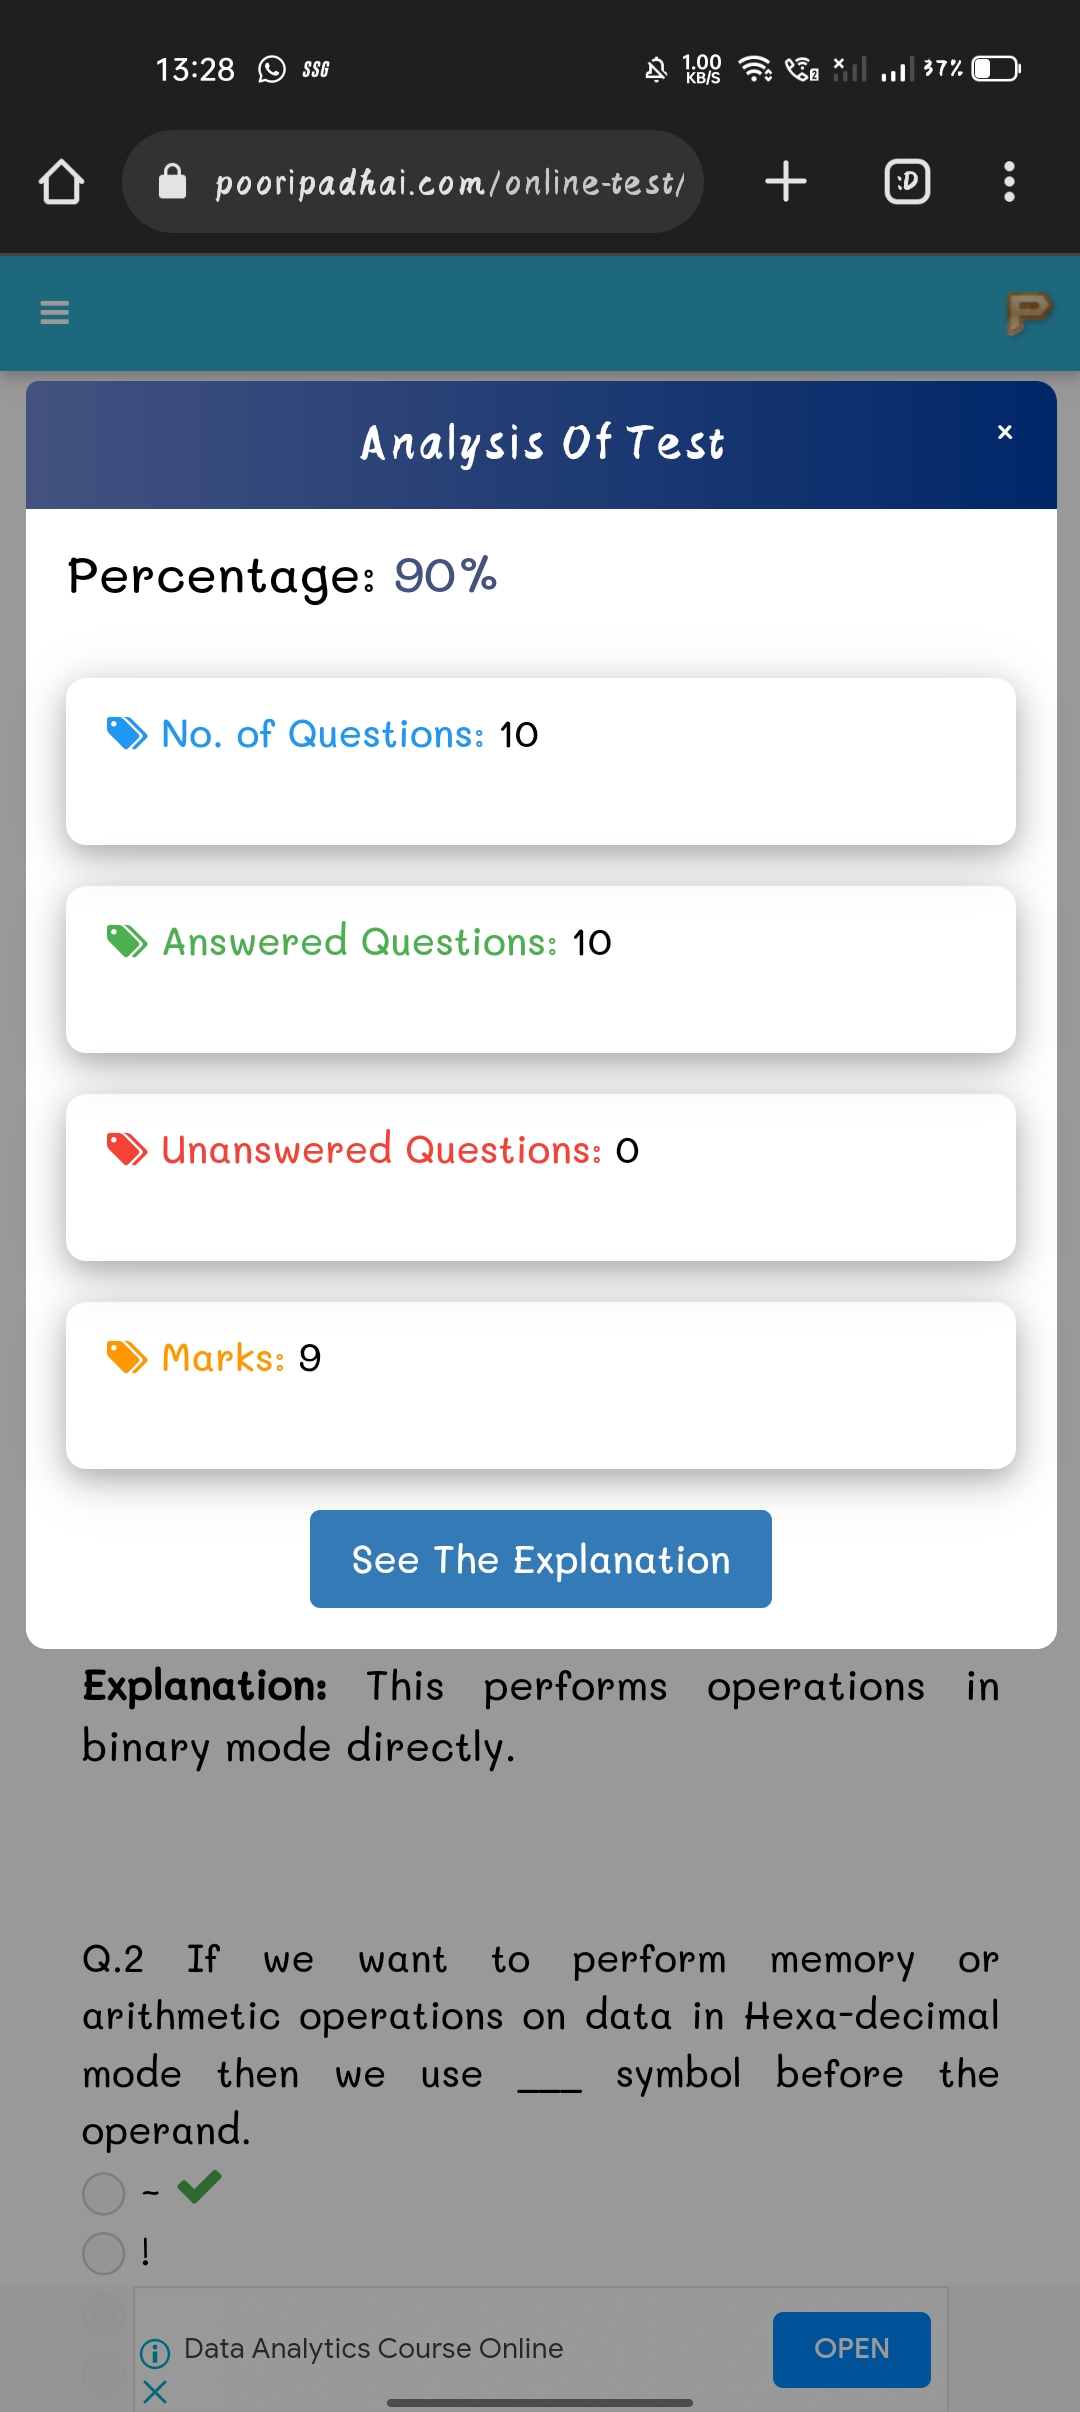 13:28 SSG 1.00 KB/S 2 37%
pooripadhai.com/online-test/ :D
P
Analysis Of Test ×
Percentage: 90%
No. of Questions: 10
Answered Questions: 10
Unanswered Questions: 0
Marks: 9
See The Explanation
Explanation: This performs operations in
binary mode directly.
Q.2 If we want to perform memory or
arithmetic operations on data in Hexa-decimal
mode then we use ___ symbol before the
operand.
~
!
Data Analytics Course Online
OPEN